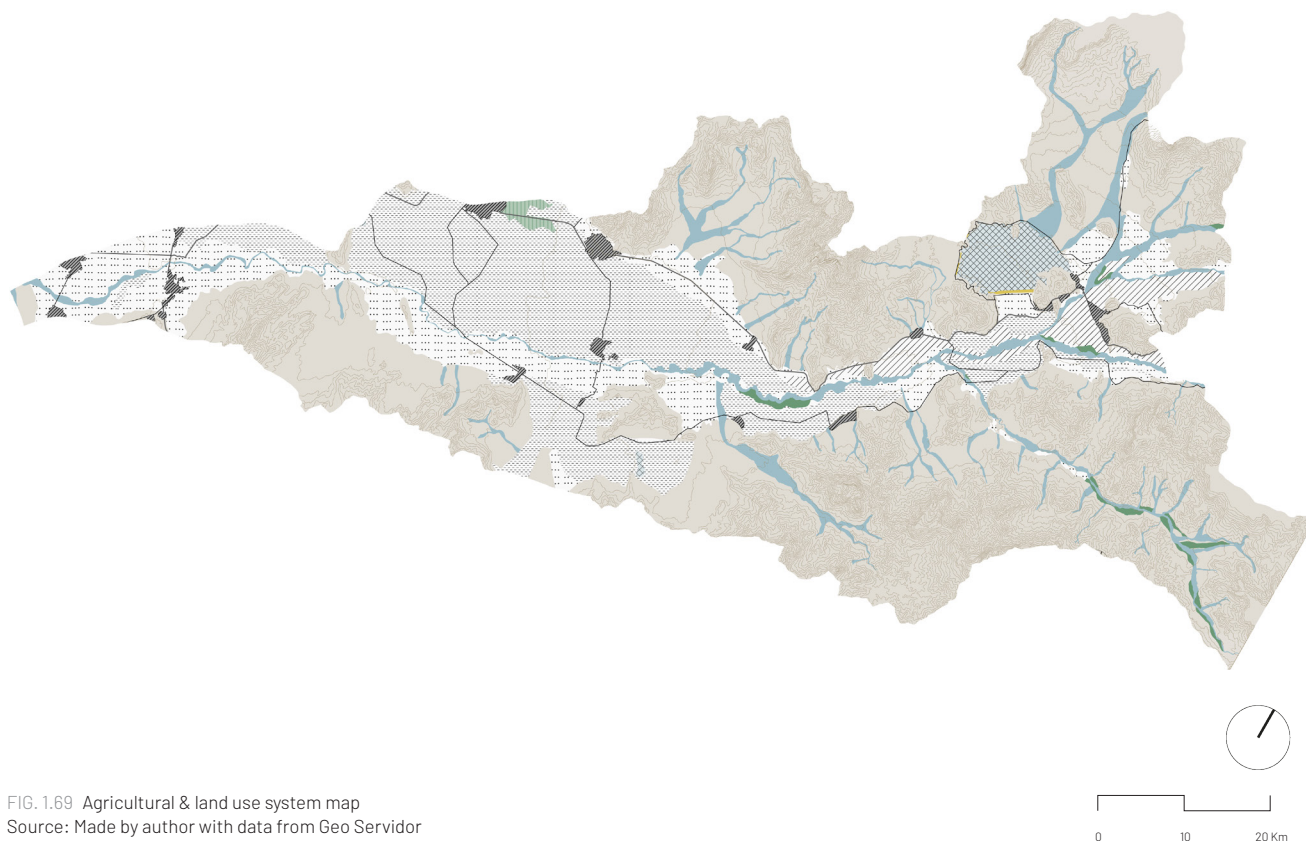 FIG. 1.69 Agricultural & land use system map
Source: Made by author with data from Geo Servidor
0 10 20 Km